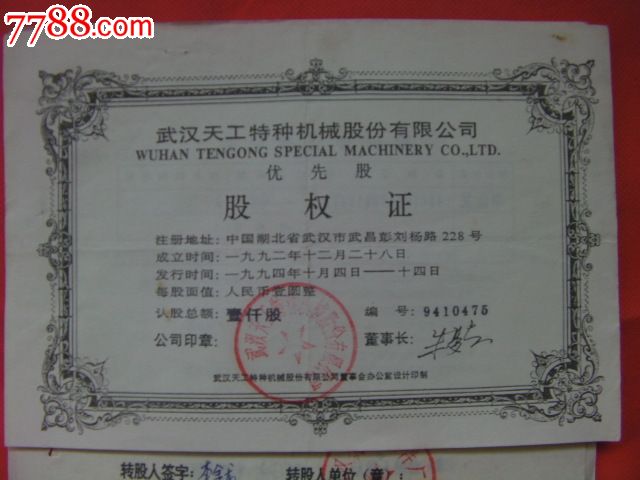 7788.com
武汉天工特种机械股份有限公司
WUHAN TENGONG SPECIAL MACHINERY CO.,LTD.
优先股
股权证
注册地址：中国湖北省武汉市武昌彭刘杨路228号
成立时间：一九九二年十二月二十八日
发行时间：一九九四年十月四日——十四日
每股面值：人民币壹圆整
认股总额：壹仟股 编号：9410475
公司印章： 董事长：
武汉天工特种机械股份有限公司董事会办公室设计印制
转股人签字： 转股人单位（章）：